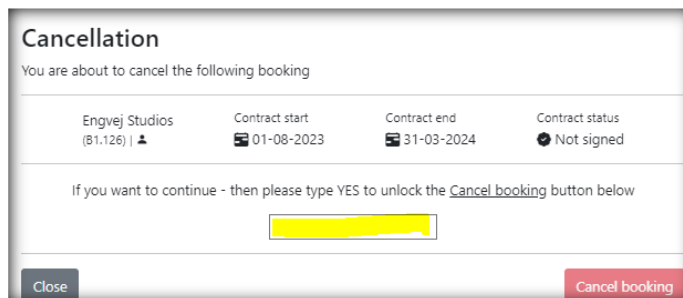 Cancellation
You are about to cancel the following booking
Engvej Studios Contract start Contract end Contract status
(B1.126) | 01-08-2023 31-03-2024 Not signed
If you want to continue - then please type YES to unlock the Cancel booking button below
Close Cancel booking